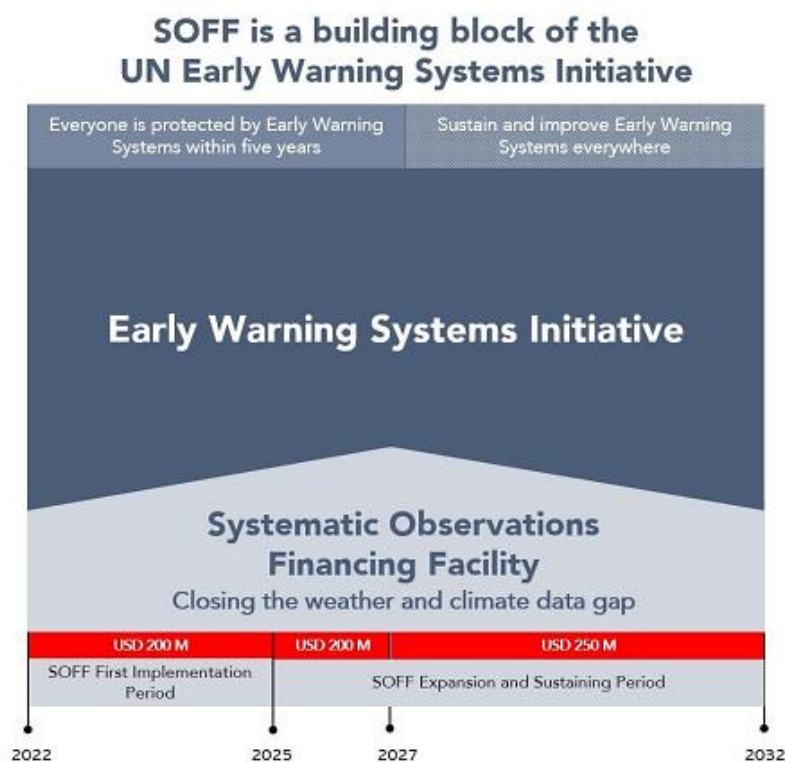 SOFF is a building block of the
UN Early Warning Systems Initiative
Everyone is protected by Early Warning
Systems within five years
Sustain and improve Early Warning
Systems everywhere
Early Warning Systems Initiative
Systematic Observations
Financing Facility
Closing the weather and climate data gap
USD 200 M
USD 200 M
USD 250 M
SOFF First Implementation
Period
SOFF Expansion and Sustaining Period
2022
2025
2027
2032